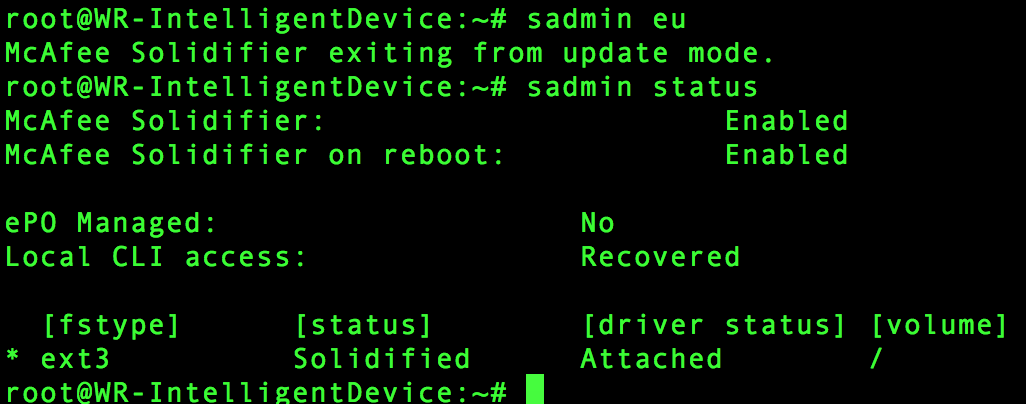 root@WR-IntelligentDevice:~# sadmin eu
McAfee Solidifier exiting from update mode.
root@WR-IntelligentDevice:~# sadmin status
McAfee Solidifier: Enabled
McAfee Solidifier on reboot: Enabled
ePO Managed: No
Local CLI access: Recovered
[fstype] [status] [driver status] [volume]
* ext3 Solidified Attached /
root@WR-IntelligentDevice:~#